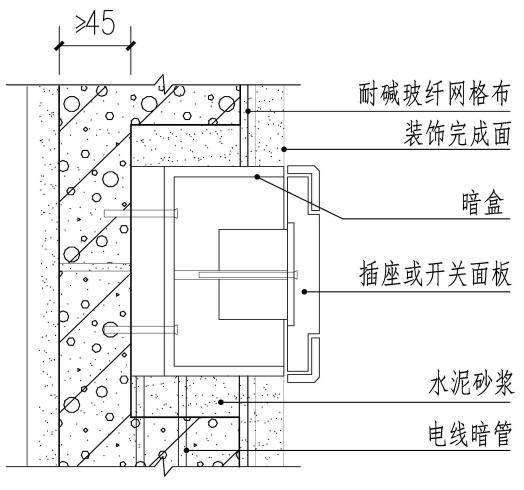 ≥45
耐碱玻纤网格布
装饰完成面
暗盒
插座或开关面板
水泥砂浆
电线暗管